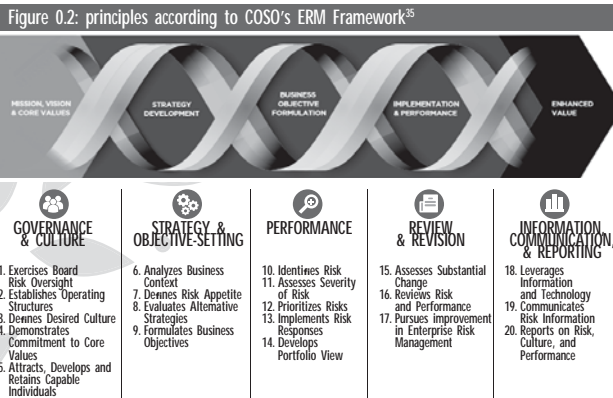 Figure 0.2: principles according to COSO's ERM Framework35
MISSION, VISION
& CORE VALUES
STRATEGY
DEVELOPMENT
BUSINESS
OBJECTIVE
FORMULATION
IMPLEMENTATION
& PERFORMANCE
ENHANCED
VALUE
GOVERNANCE
& CULTURE
1. Exercises Board
Risk Oversight
2. Establishes Operating
Structures
3. Defines Desired Culture
4. Demonstrates
Commitment to Core
Values
5. Attracts, Develops and
Retains Capable
Individuals
STRATEGY &
OBJECTIVE-SETTING
6. Analyzes Business
Context
7. Defines Risk Appetite
8. Evaluates Alternative
Strategies
9. Formulates Business
Objectives
PERFORMANCE
10. Identifies Risk
11. Assesses Severity
of Risk
12. Prioritizes Risks
13. Implements Risk
Responses
14. Develops
Portfolio View
REVIEW
& REVISION
15. Assesses Substantial
Change
16. Reviews Risk
and Performance
17. Pursues improvement
in Enterprise Risk
Management
INFORMATION,
COMMUNICATION,
& REPORTING
18. Leverages
Information
and Technology
19. Communicates
Risk Information
20. Reports on Risk,
Culture, and
Performance